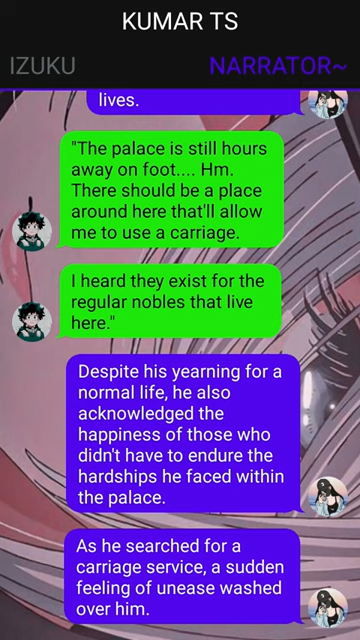 KUMAR TS
IZUKU
NARRATOR~
lives.
"The palace is still hours
away on foot.... Hm.
There should be a place
around here that'll allow
me to use a carriage.
I heard they exist for the
regular nobles that live
here."
Despite his yearning for a
normal life, he also
acknowledged the
happiness of those who
didn't have to endure the
hardships he faced within
the palace.
As he searched for a
carriage service, a sudden
feeling of unease washed
over him.